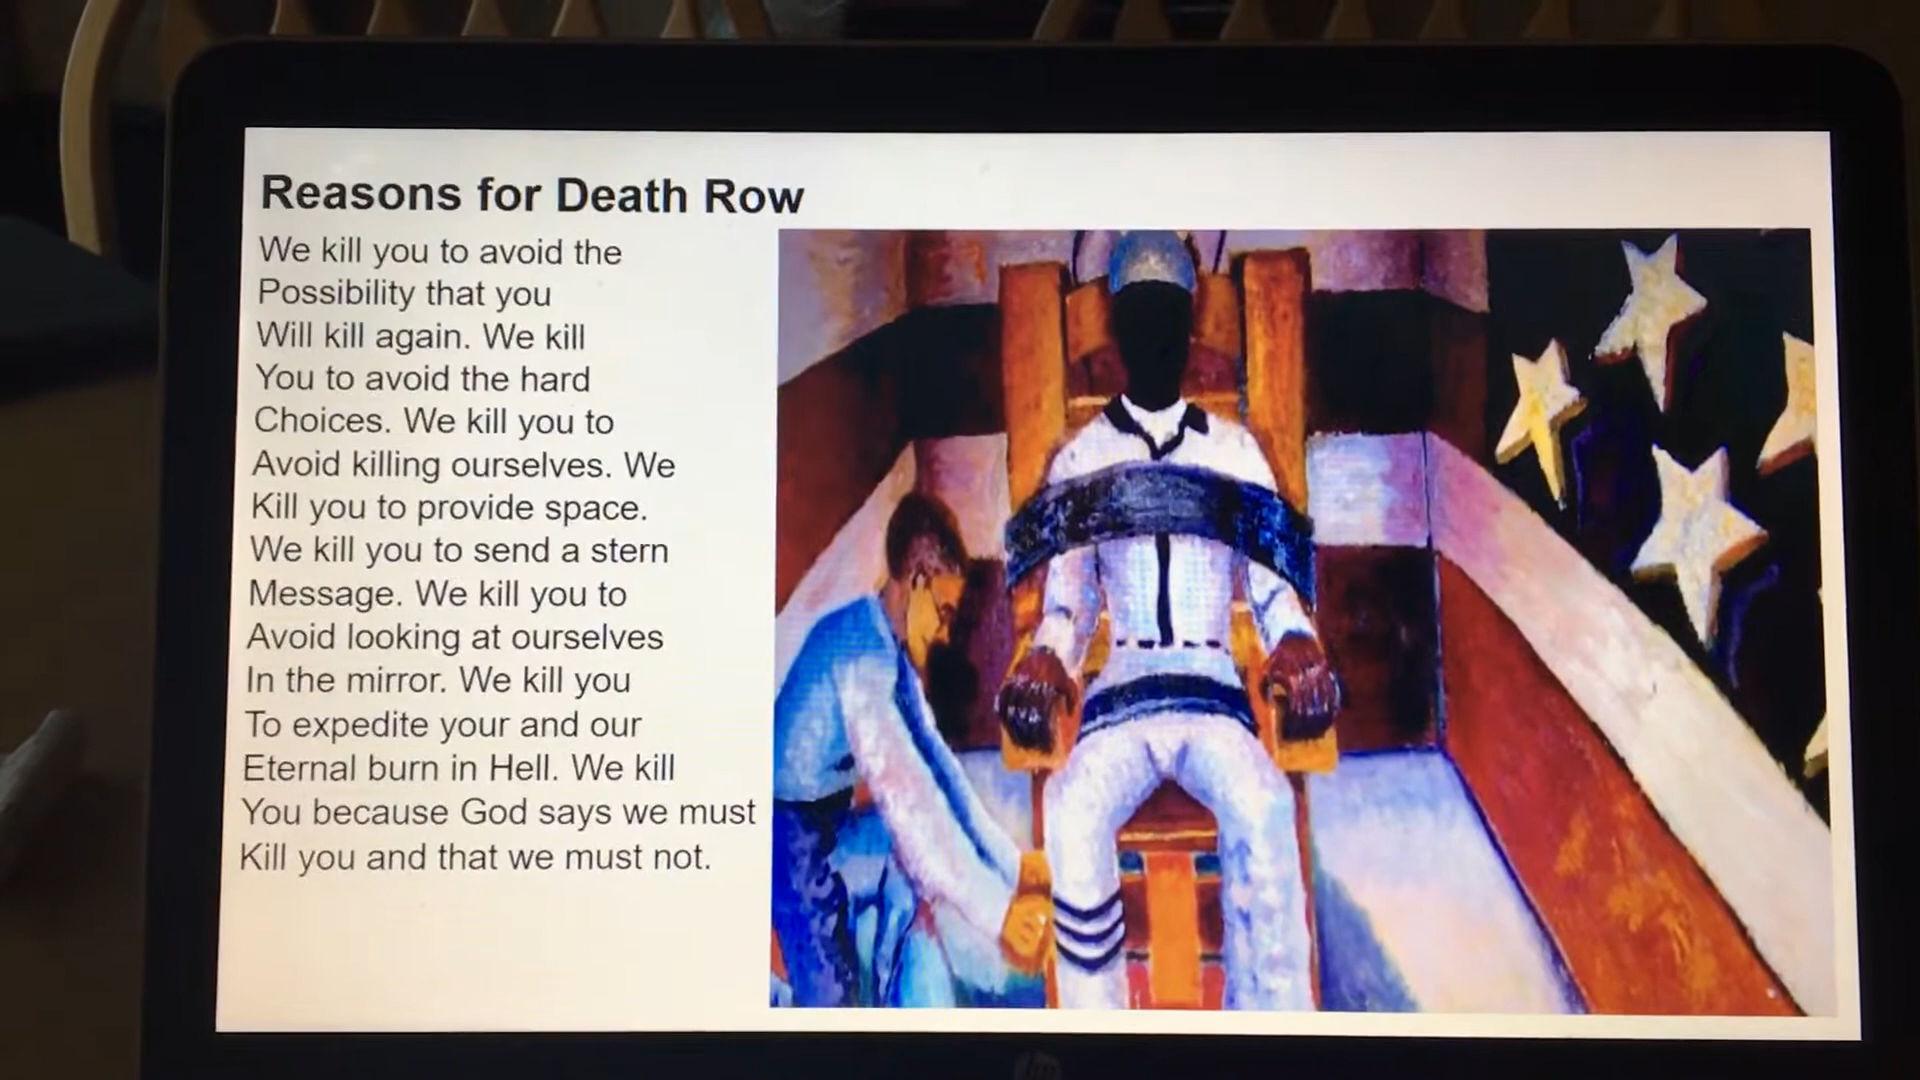 Reasons for Death Row
We kill you to avoid the
Possibility that you
Will kill again. We kill
You to avoid the hard
Choices. We kill you to
Avoid killing ourselves. We
Kill you to provide space.
We kill you to send a stern
Message. We kill you to
Avoid looking at ourselves
In the mirror. We kill you
To expedite your and our
Eternal burn in Hell. We kill
You because God says we must
Kill you and that we must not.
hp